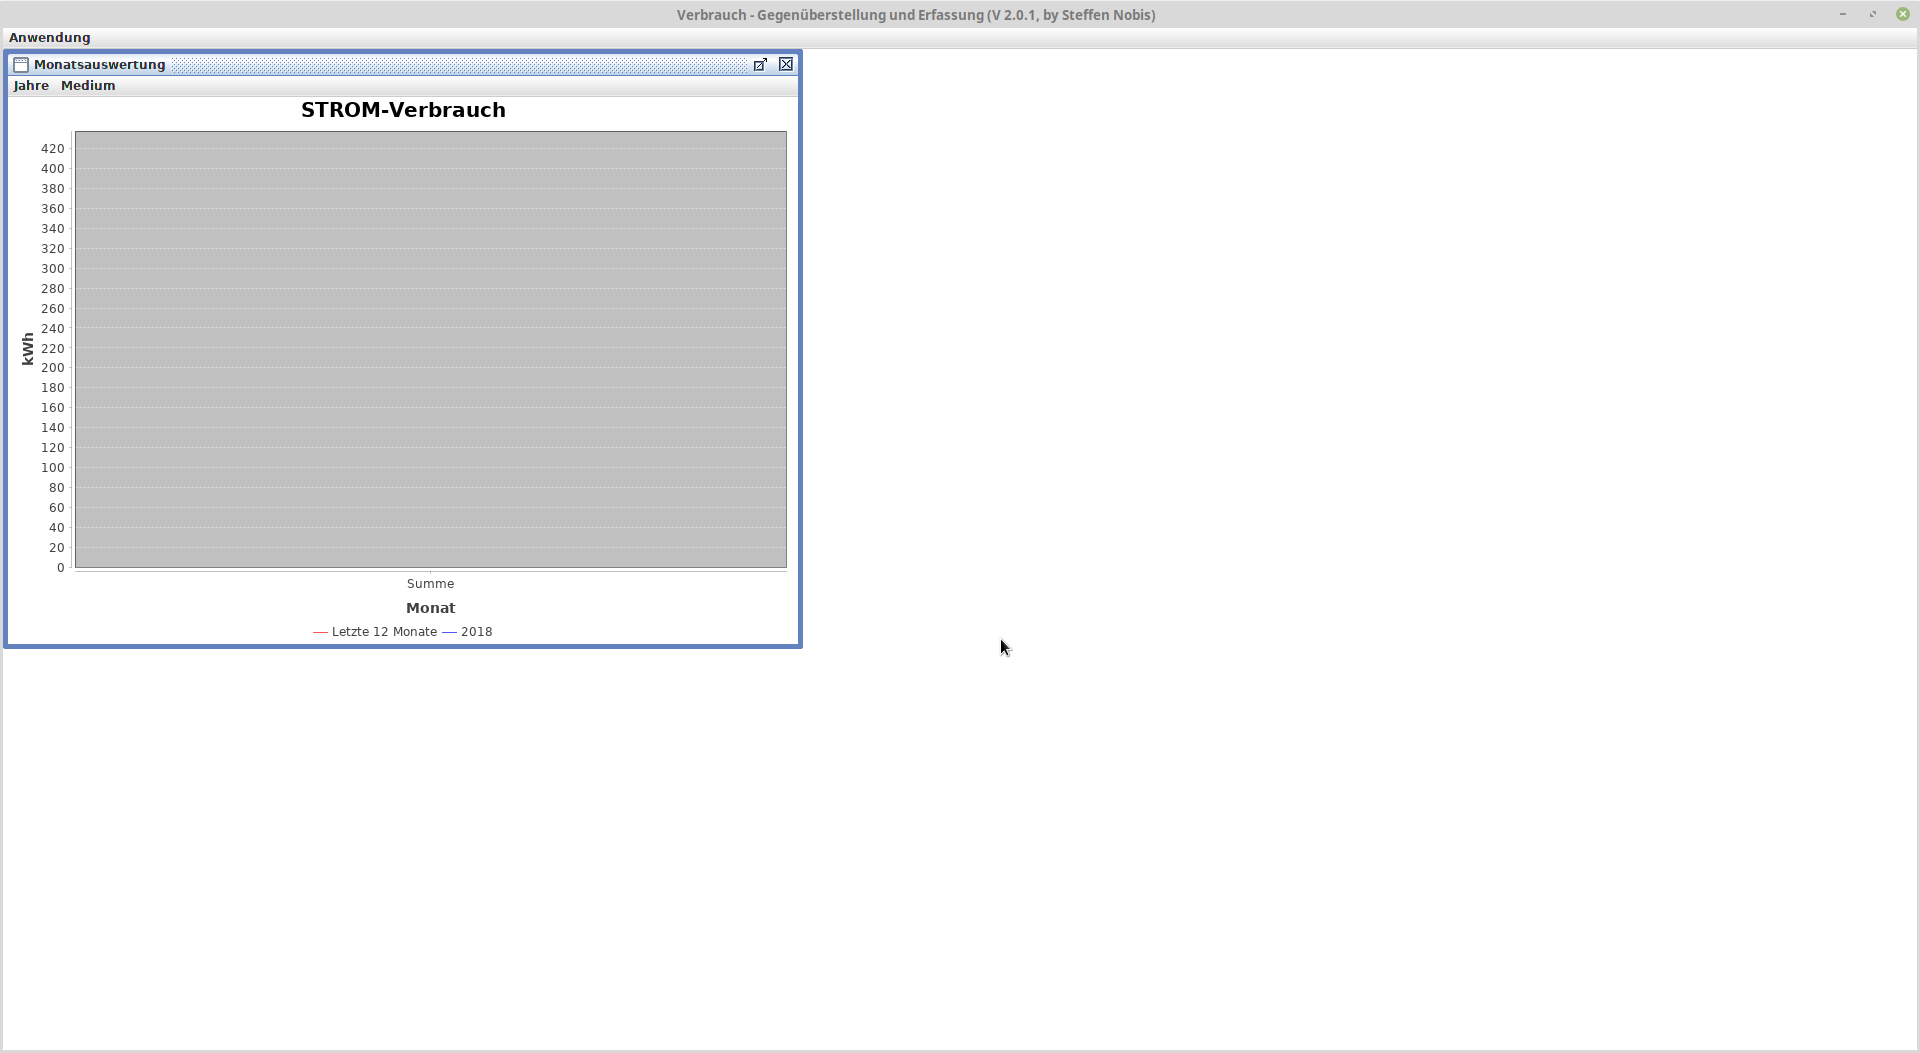 Verbrauch - Gegenüberstellung und Erfassung (V 2.0.1, by Steffen Nobis)
Anwendung
Monatsauswertung
Jahre Medium
STROM-Verbrauch
420
400
380
360
340
320
300
280
260
240
220
200
180
160
140
120
100
80
60
40
20
0
kWh
Summe
Monat
Letzte 12 Monate 2018